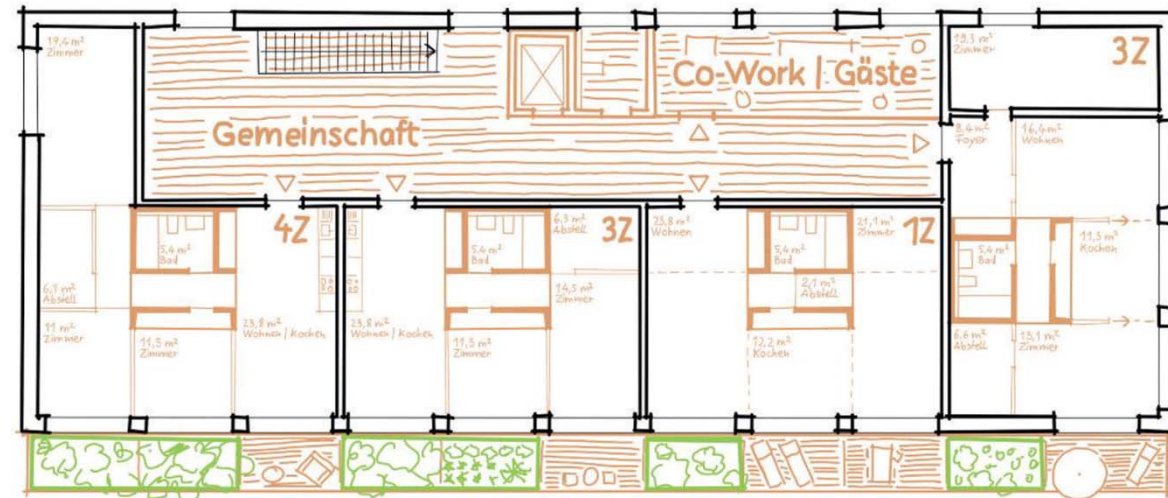 19,4 m²
Zimmer
Gemeinschaft
Co-Work | Gäste
19,3 m²
Zimmer
3Z
8,4 m²
Foyer
16,4 m²
Wohnen
4Z
5,4 m²
Bad
6,1 m²
Abstell
11 m²
Zimmer
11,3 m²
Zimmer
23,8 m²
Wohnen / Kochen
3Z
5,4 m²
Bad
6,3 m²
Abstell
14,5 m²
Zimmer
23,8 m²
Wohnen / Kochen
11,3 m²
Zimmer
1Z
23,8 m²
Wohnen
5,4 m²
Bad
21,1 m²
Zimmer
2,1 m²
Abstell
12,2 m²
Kochen
5,4 m²
Bad
11,3 m²
Kochen
6,6 m²
Abstell
13,1 m²
Zimmer